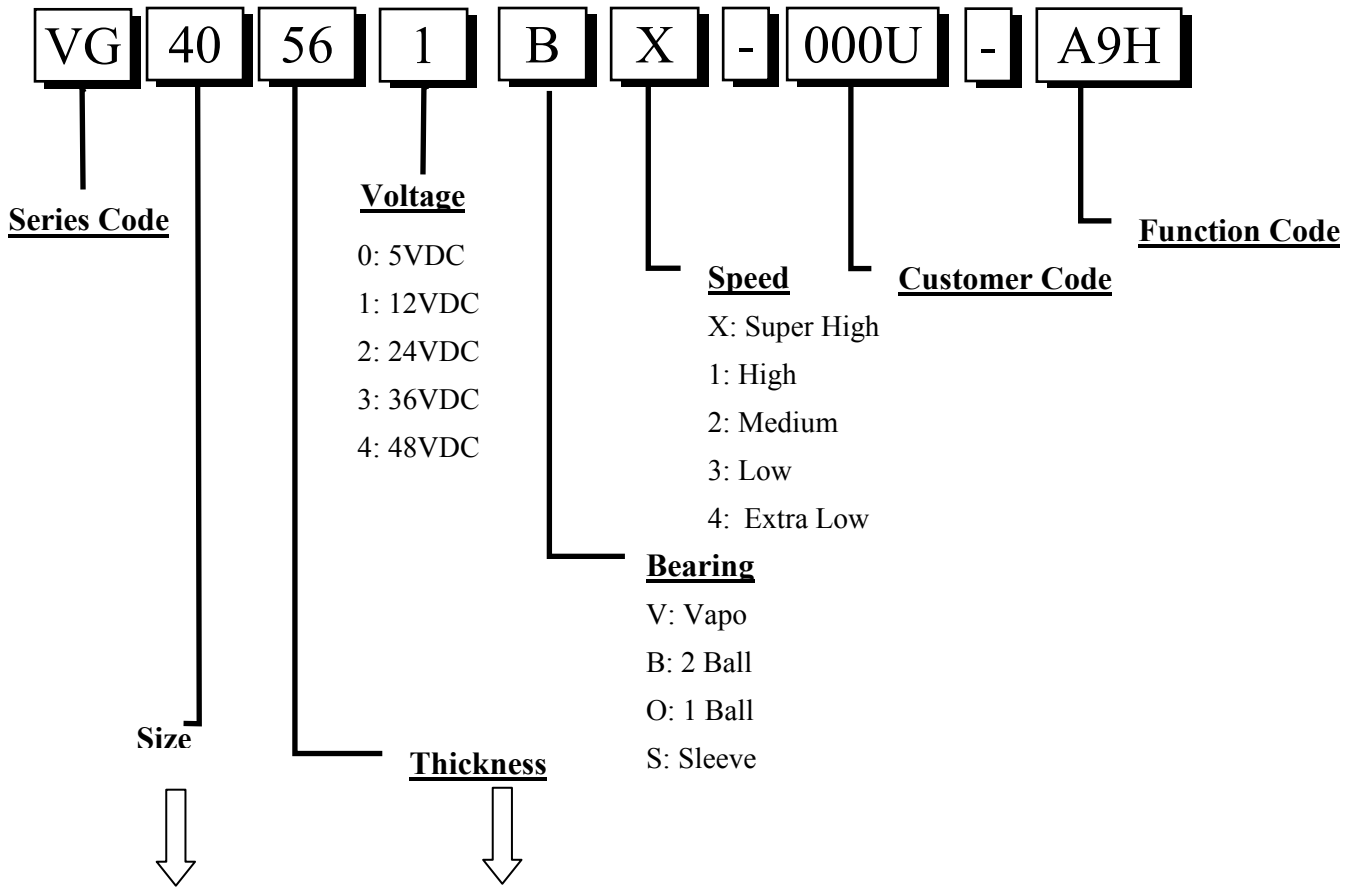 VG 40 56 1 B X - 000U - A9H
Series Code
Voltage
0: 5VDC
1: 12VDC
2: 24VDC
3: 36VDC
4: 48VDC
Function Code
Customer Code
Speed
X: Super High
1: High
2: Medium
3: Low
4: Extra Low
Bearing
V: Vapo
B: 2 Ball
O: 1 Ball
S: Sleeve
Size
Thickness